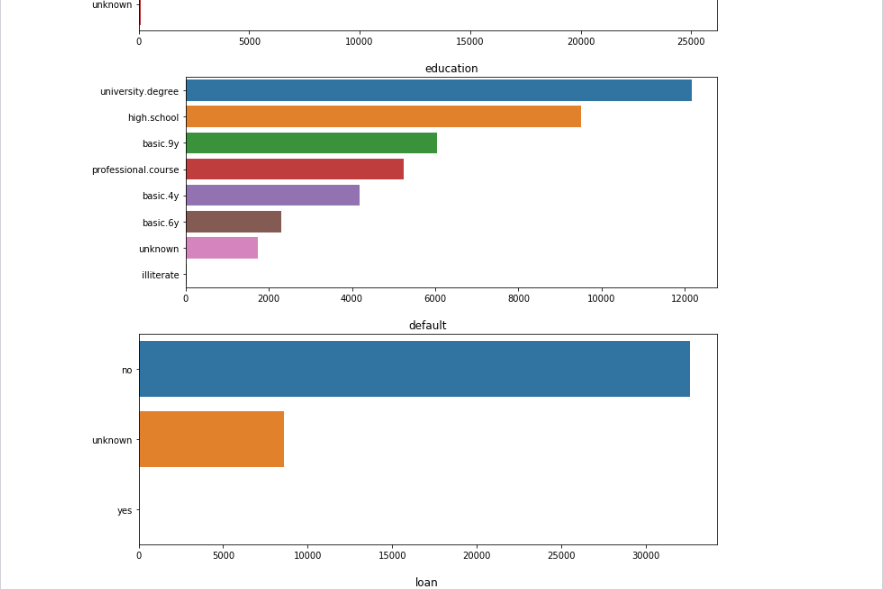 unknown
0 5000 10000 15000 20000 25000
education
university.degree
high.school
basic.9y
professional.course
basic.4y
basic.6y
unknown
illiterate
0 2000 4000 6000 8000 10000 12000
default
no
unknown
yes
0 5000 10000 15000 20000 25000 30000
loan